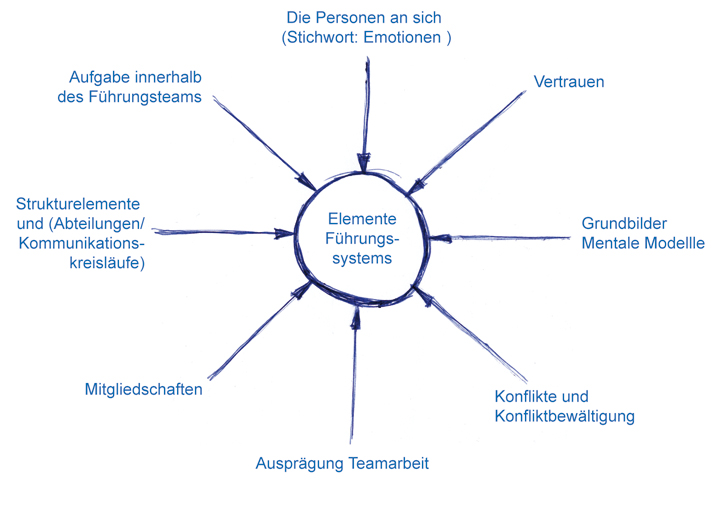 Die Personen an sich
(Stichwort: Emotionen )
Aufgabe innerhalb
des Führungsteams
Vertrauen
Strukturelemente
und (Abteilungen/
Kommunikations-
kreisläufe)
Elemente
Führungs-
systems
Grundbilder
Mentale Modellle
Mitgliedschaften
Konflikte und
Konfliktbewältigung
Ausprägung Teamarbeit